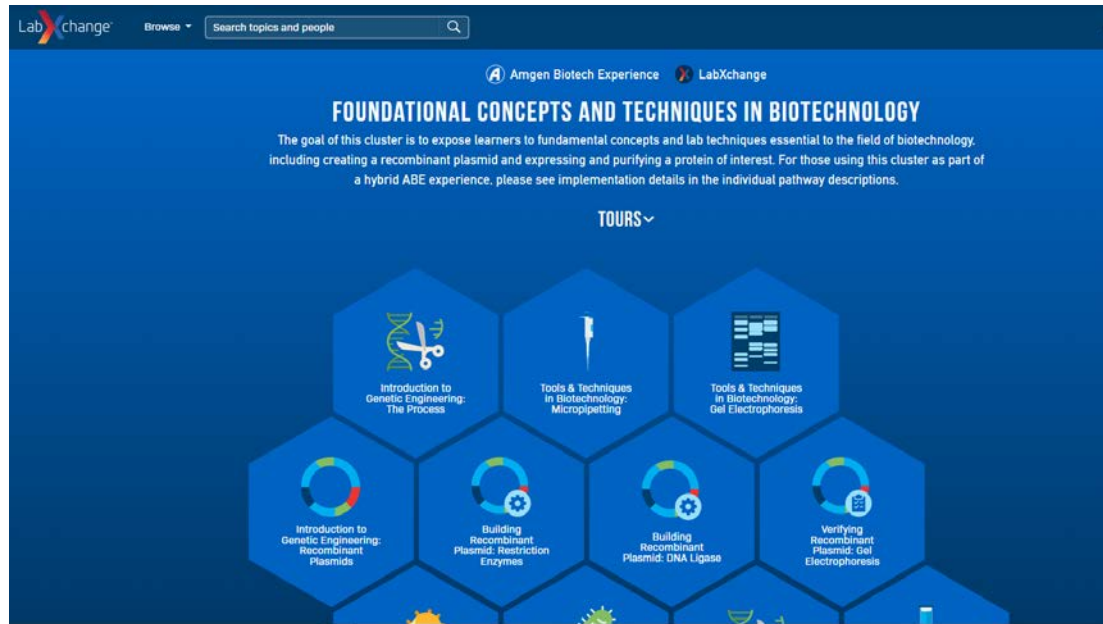 LabXchange
Browse
Search topics and people
Amgen Biotech Experience LabXchange
FOUNDATIONAL CONCEPTS AND TECHNIQUES IN BIOTECHNOLOGY
The goal of this cluster is to expose learners to fundamental concepts and lab techniques essential to the field of biotechnology,
including creating a recombinant plasmid and expressing and purifying a protein of interest. For those using this cluster as part of
a hybrid ABE experience, please see implementation details in the individual pathway descriptions.
TOURS
Introduction to
Genetic Engineering:
The Process
Tools & Techniques
in Biotechnology:
Micropipetting
Tools & Techniques
in Biotechnology:
Gel Electrophoresis
Introduction to
Genetic Engineering:
Recombinant
Plasmids
Building
Recombinant
Plasmid: Restriction
Enzymes
Building
Recombinant
Plasmid: DNA Ligase
Verifying
Recombinant
Plasmid: Gel
Electrophoresis